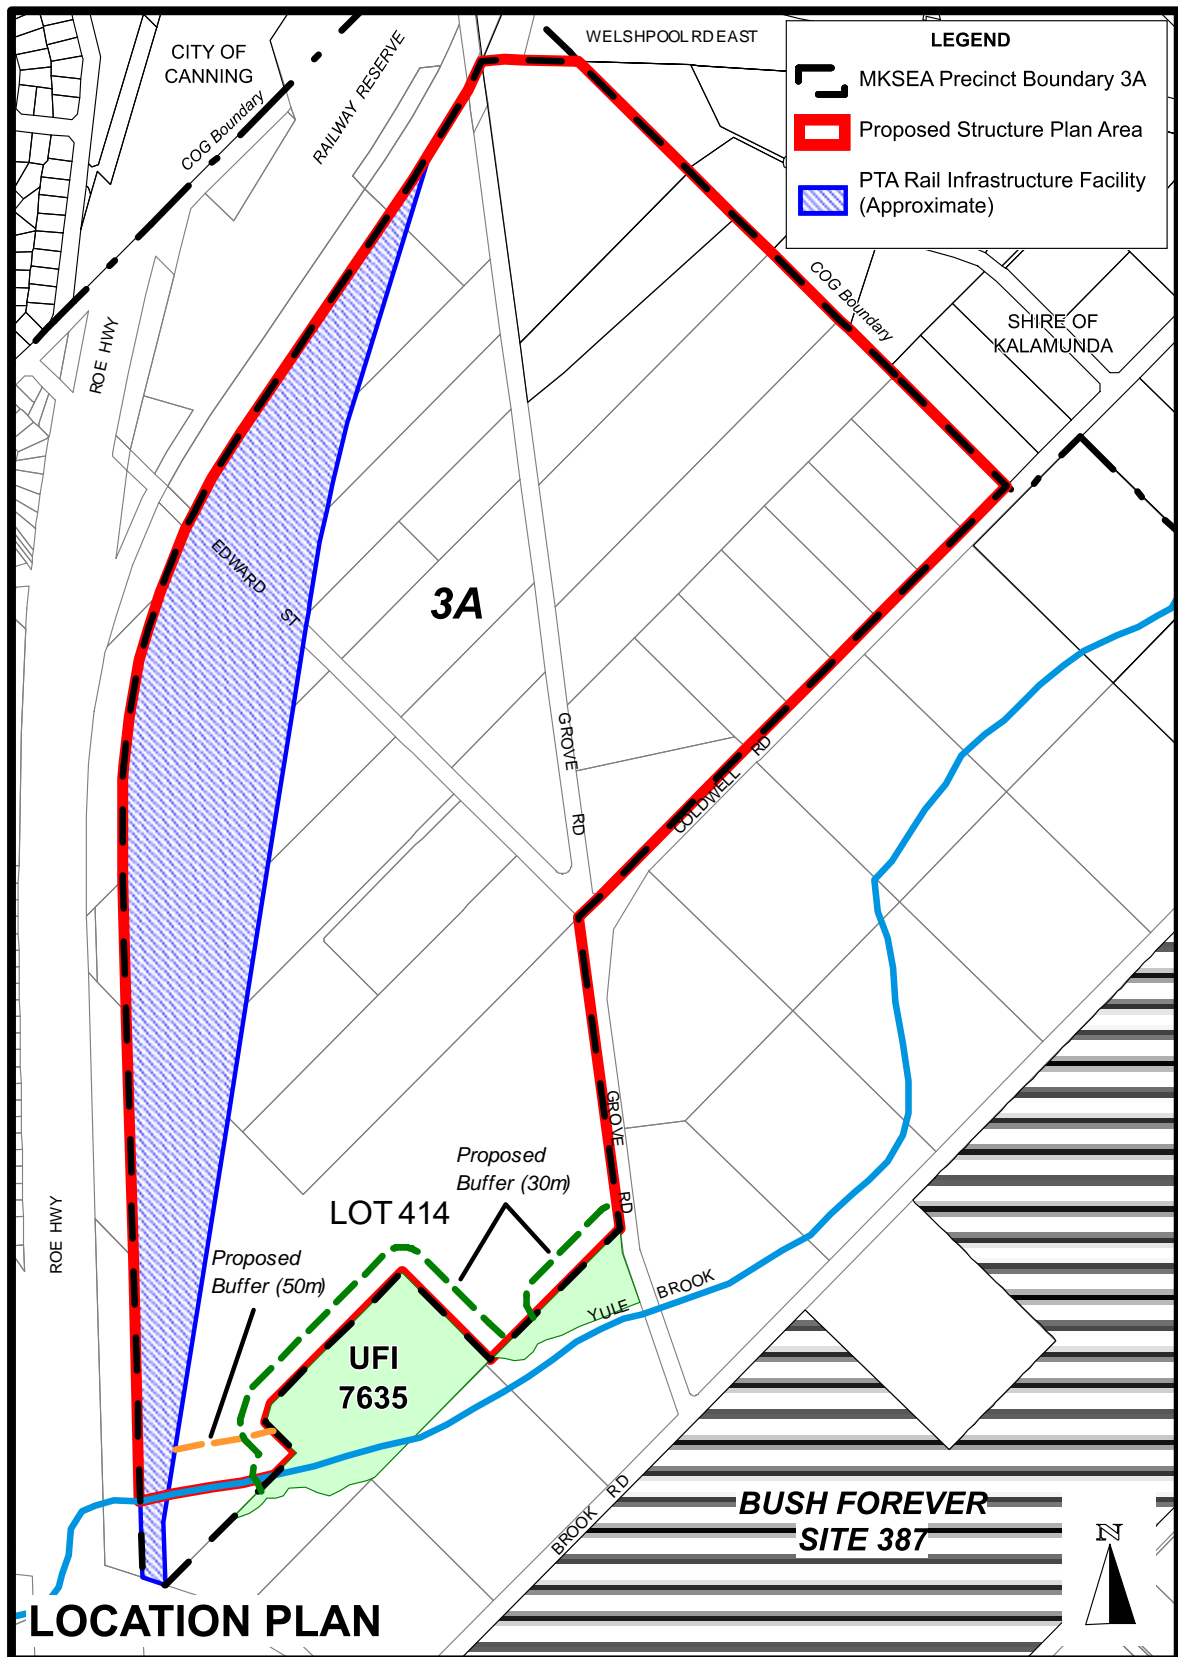 WELSHPOOL RD EAST
CITY OF
CANNING
COG Boundary
RAILWAY RESERVE
LEGEND
MKSEA Precinct Boundary 3A
Proposed Structure Plan Area
PTA Rail Infrastructure Facility
(Approximate)
COG Boundary
SHIRE OF
KALAMUNDA
ROE HWY
EDWARD ST
3A
GROVE RD
COLDWELL RD
GROVE RD
Proposed
Buffer (30m)
LOT 414
ROE HWY
Proposed
Buffer (50m)
YULE BROOK
UFI
7635
BROOK RD
BUSH FOREVER
SITE 387
N
LOCATION PLAN